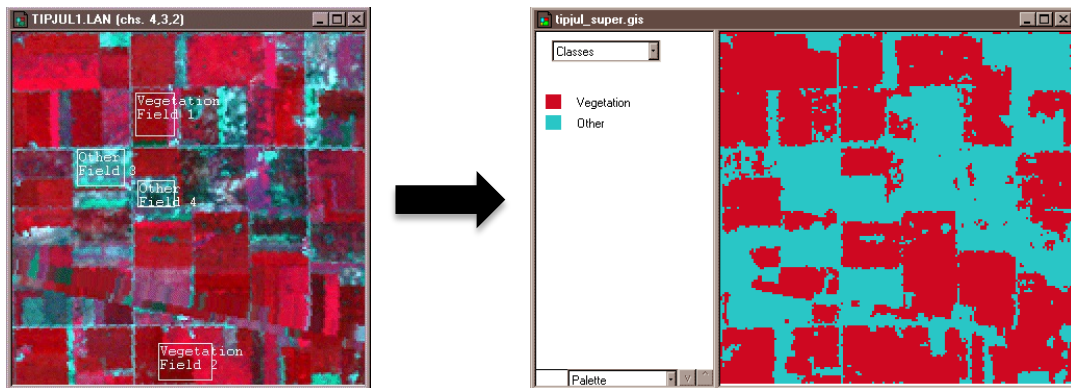 TIPJUL1.LAN (chs. 4,3,2)
Vegetation
Field 1
Other
Field 3
Other
Field 4
Vegetation
Field 2
tipjul_super.gis
Classes
Vegetation
Other
Palette